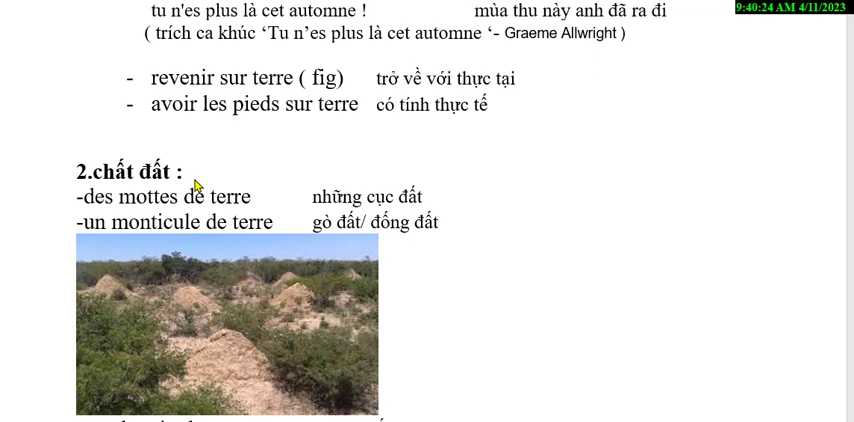 9:40:24 AM 4/11/2023
tu n'es plus là cet automne ! mùa thu này anh đã ra đi
( trích ca khúc ‘Tu n’es plus là cet automne ‘- Graeme Allwright )
- revenir sur terre ( fig) trở về với thực tại
- avoir les pieds sur terre có tính thực tế
2.chất đất :
-des mottes de terre những cục đất
-un monticule de terre gò đất/ đống đất